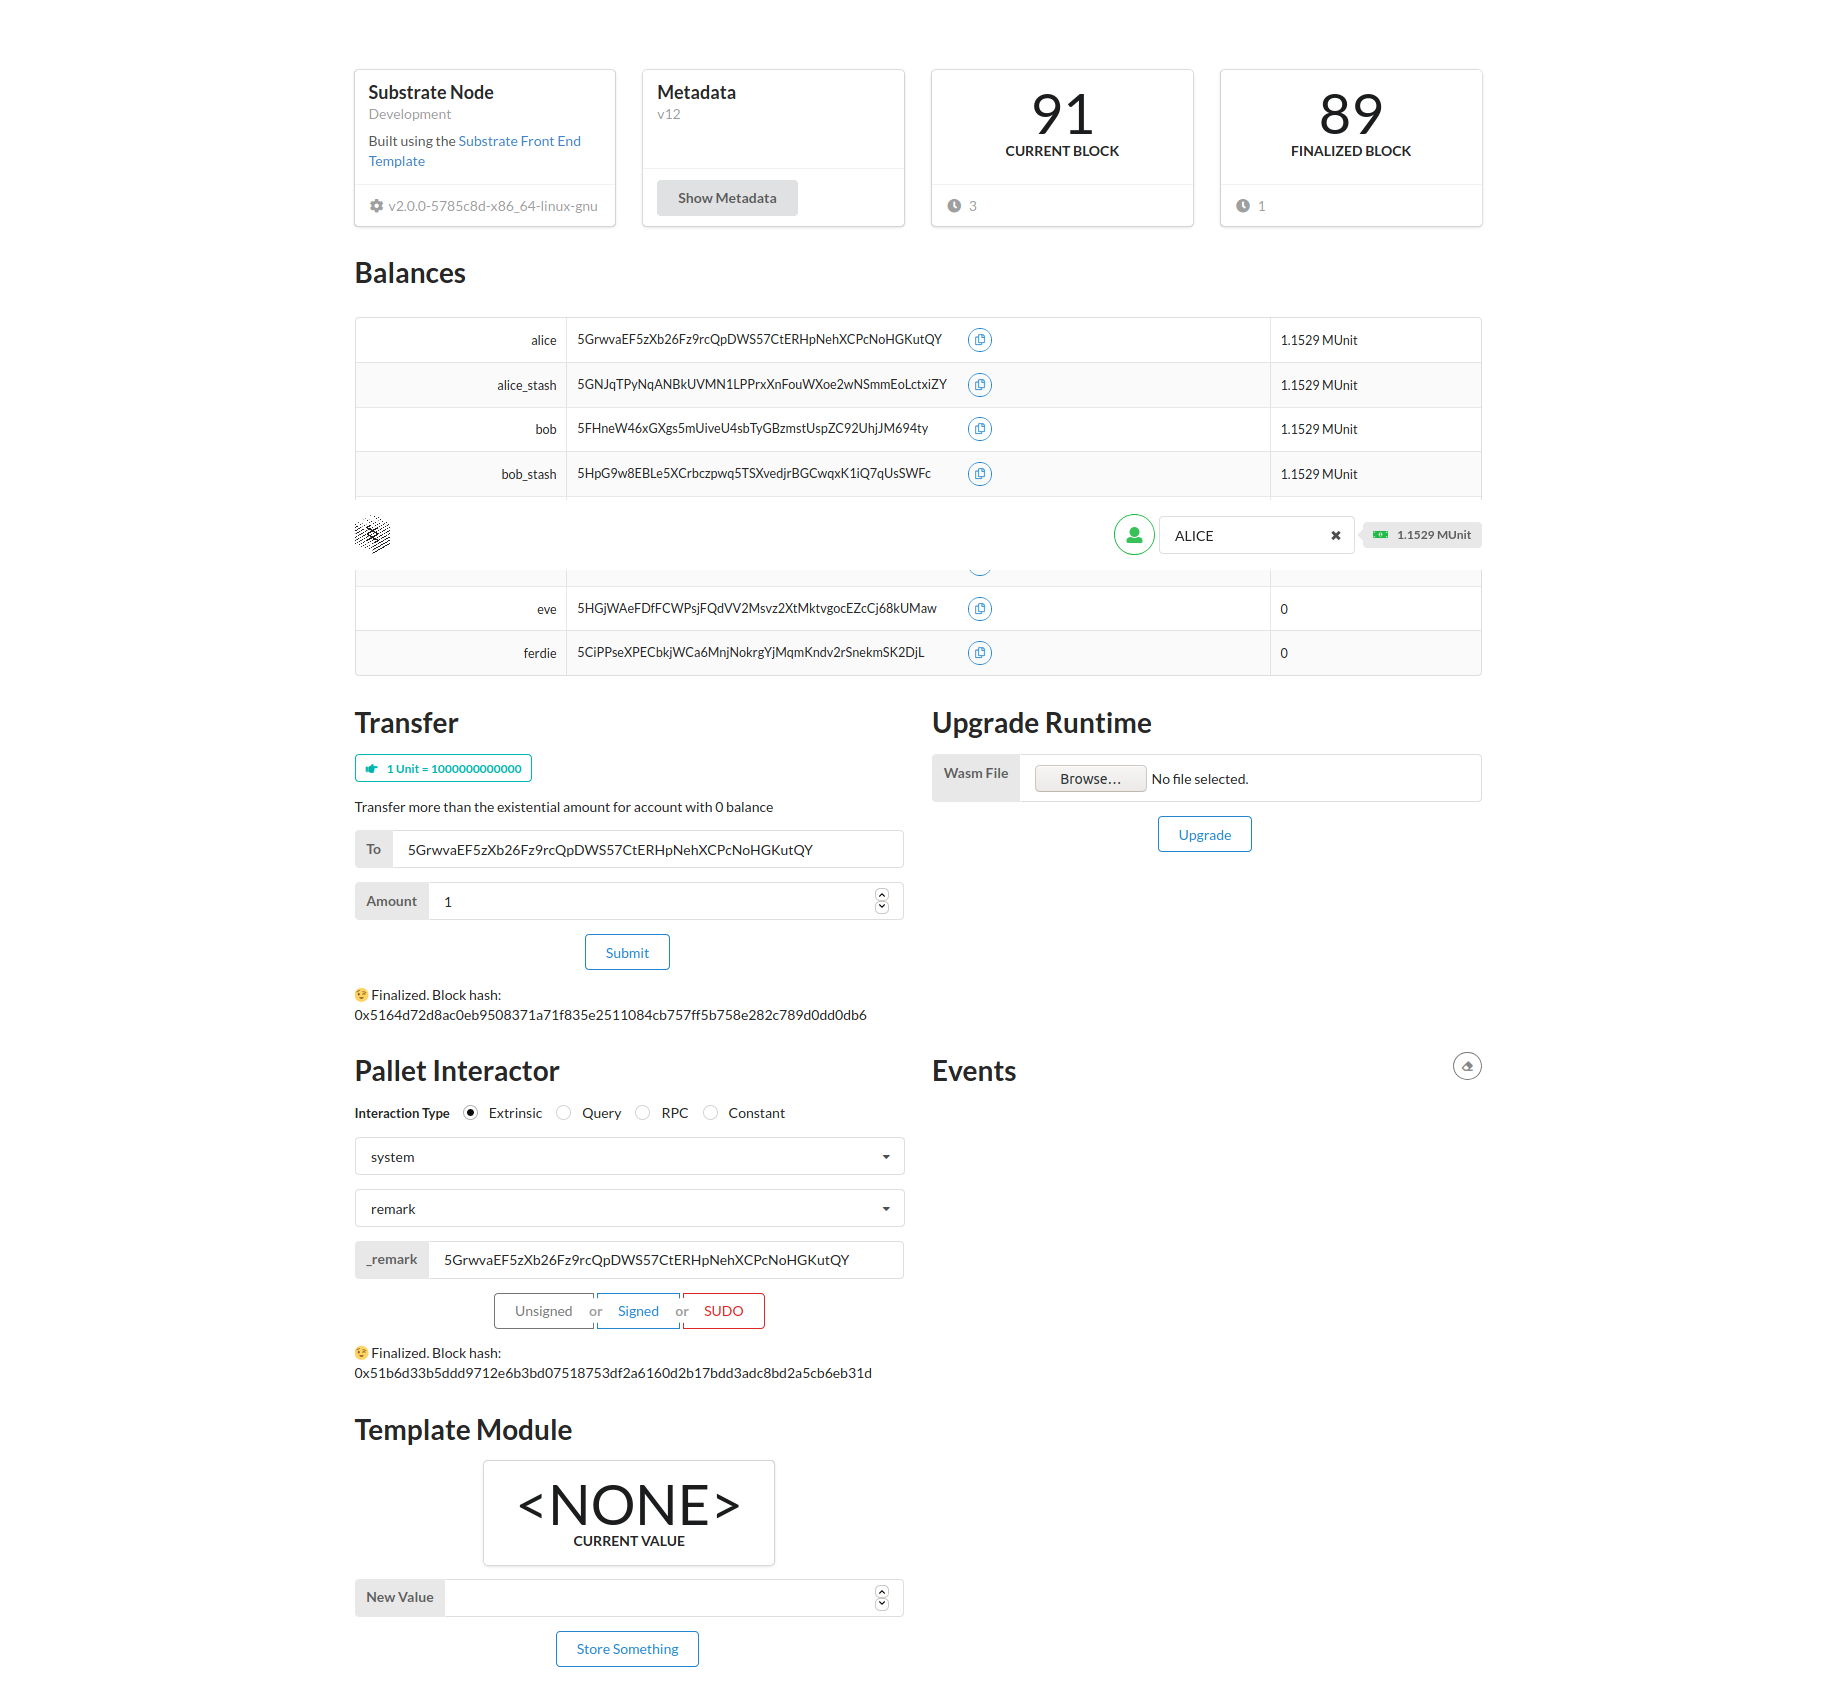 Substrate Node
Development
Built using the Substrate Front End
Template
v2.0.0-5785c8d-x86_64-linux-gnu
Metadata
v12
Show Metadata
91
CURRENT BLOCK
3
89
FINALIZED BLOCK
1
Balances
alice 5GrwvaEF5zXb26Fz9rcQpDWS57CtERHpNehXCPcNoHGKutQY 1.1529 MUnit
alice_stash 5GNJqTPyNqANBkUVMN1LPPrxXnFouWXoe2wNSmmEoLctxiZY 1.1529 MUnit
bob 5FHneW46xGXgs5mUiveU4sbTyGBzmstUspZC92UhjJM694ty 1.1529 MUnit
bob_stash 5HpG9w8EBLe5XCrbczpwq5TSXvedjrBGCwqxK1iQ7qUsSWFc 1.1529 MUnit
ALICE 1.1529 MUnit
eve 5HGjWAeFDfFCWPsjFQdVV2Msvz2XtMktvgocEZcCj68kUMaw 0
ferdie 5CiPPseXPECbkjWCa6MnjNokrgYjMqmKndv2rSnekmSK2DjL 0
Transfer
1 Unit = 1000000000000
Transfer more than the existential amount for account with 0 balance
To 5GrwvaEF5zXb26Fz9rcQpDWS57CtERHpNehXCPcNoHGKutQY
Amount 1
Submit
Finalized. Block hash:
0x5164d72d8ac0eb9508371a71f835e2511084cb757ff5b758e282c789d0dd0db6
Upgrade Runtime
Wasm File Browse… No file selected.
Upgrade
Pallet Interactor
Interaction Type Extrinsic Query RPC Constant
system
remark
_remark 5GrwvaEF5zXb26Fz9rcQpDWS57CtERHpNehXCPcNoHGKutQY
Unsigned or Signed or SUDO
Finalized. Block hash:
0x51b6d33b5ddd9712e6b3bd07518753df2a6160d2b17bdd3adc8bd2a5cb6eb31d
Events
Template Module
<NONE>
CURRENT VALUE
New Value
Store Something